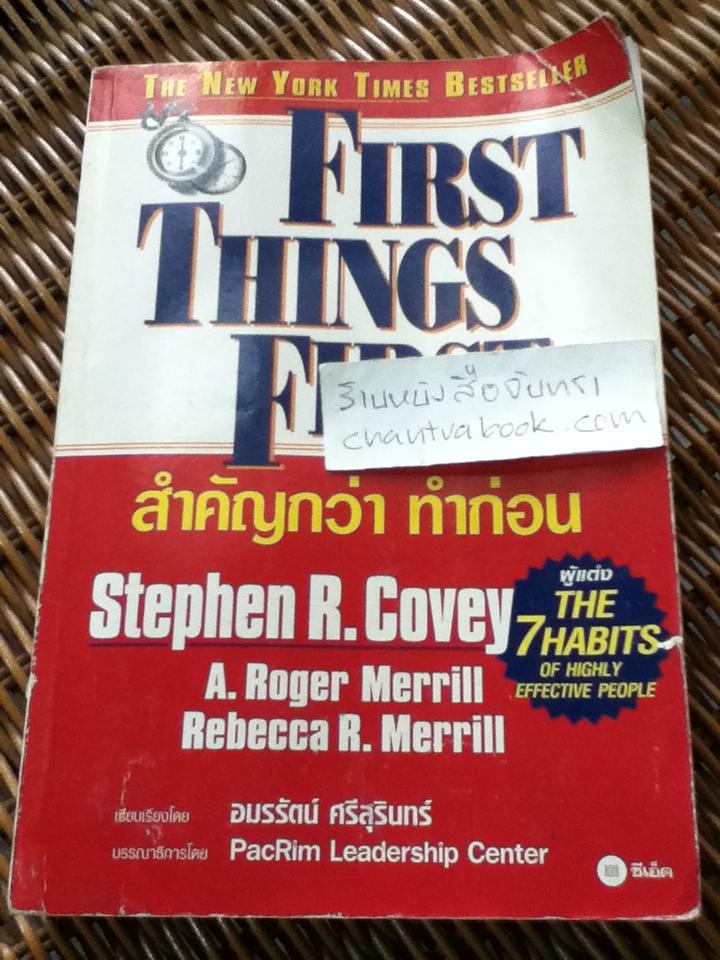 THE NEW YORK TIMES BESTSELLER
FIRST
THINGS
FIRST
ร้านหนังสือจันทรา
chantrabook.com
สำคัญกว่า ทำก่อน
Stephen R. Covey
A. Roger Merrill
Rebecca R. Merrill
ผู้แต่ง
THE
7 HABITS
OF HIGHLY
EFFECTIVE PEOPLE
เรียบเรียงโดย อมรรัตน์ ศรีสุรินทร์
บรรณาธิการโดย PacRim Leadership Center
ซีเอ็ด